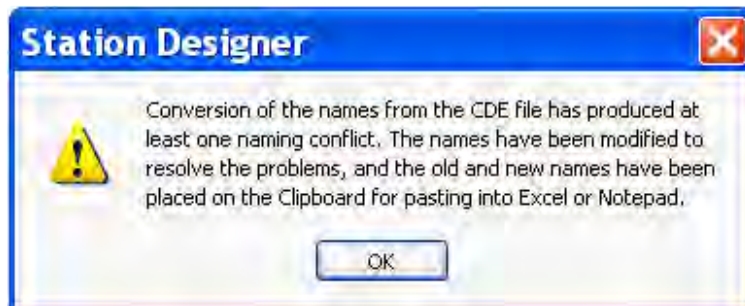 Station Designer
Conversion of the names from the CDE file has produced at
least one naming conflict. The names have been modified to
resolve the problems, and the old and new names have been
placed on the Clipboard for pasting into Excel or Notepad.
OK